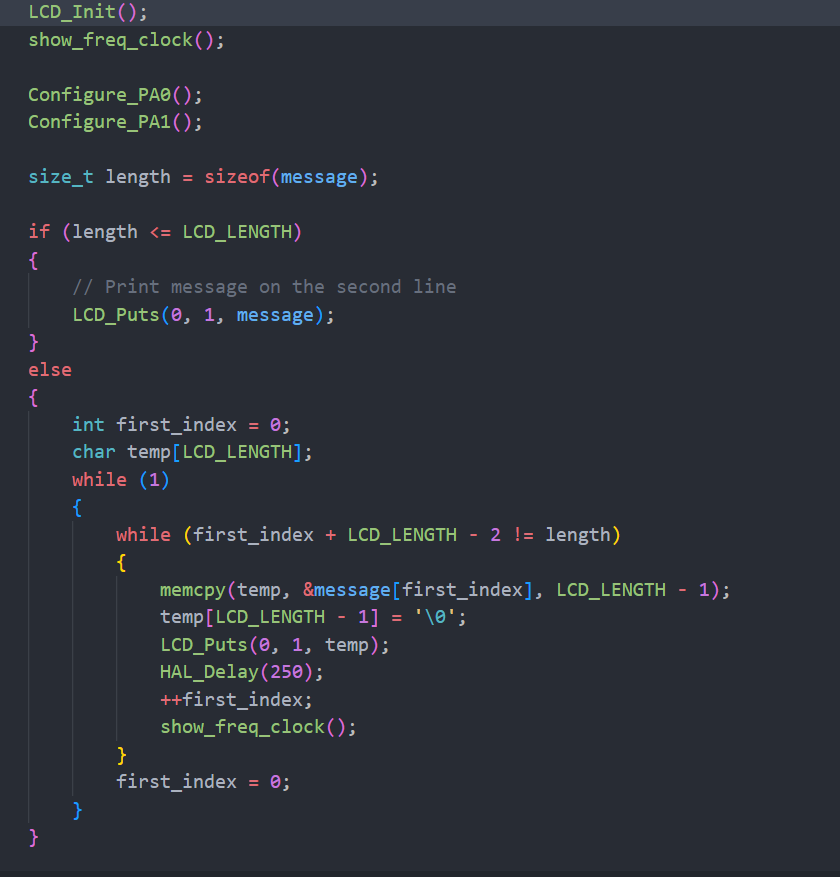 LCD_Init();
show_freq_clock();
Configure_PA0();
Configure_PA1();
size_t length = sizeof(message);
if (length <= LCD_LENGTH)
{
// Print message on the second line
LCD_Puts(0, 1, message);
}
else
{
int first_index = 0;
char temp[LCD_LENGTH];
while (1)
{
while (first_index + LCD_LENGTH - 2 != length)
{
memcpy(temp, &message[first_index], LCD_LENGTH - 1);
temp[LCD_LENGTH - 1] = '\0';
LCD_Puts(0, 1, temp);
HAL_Delay(250);
++first_index;
show_freq_clock();
}
first_index = 0;
}
}